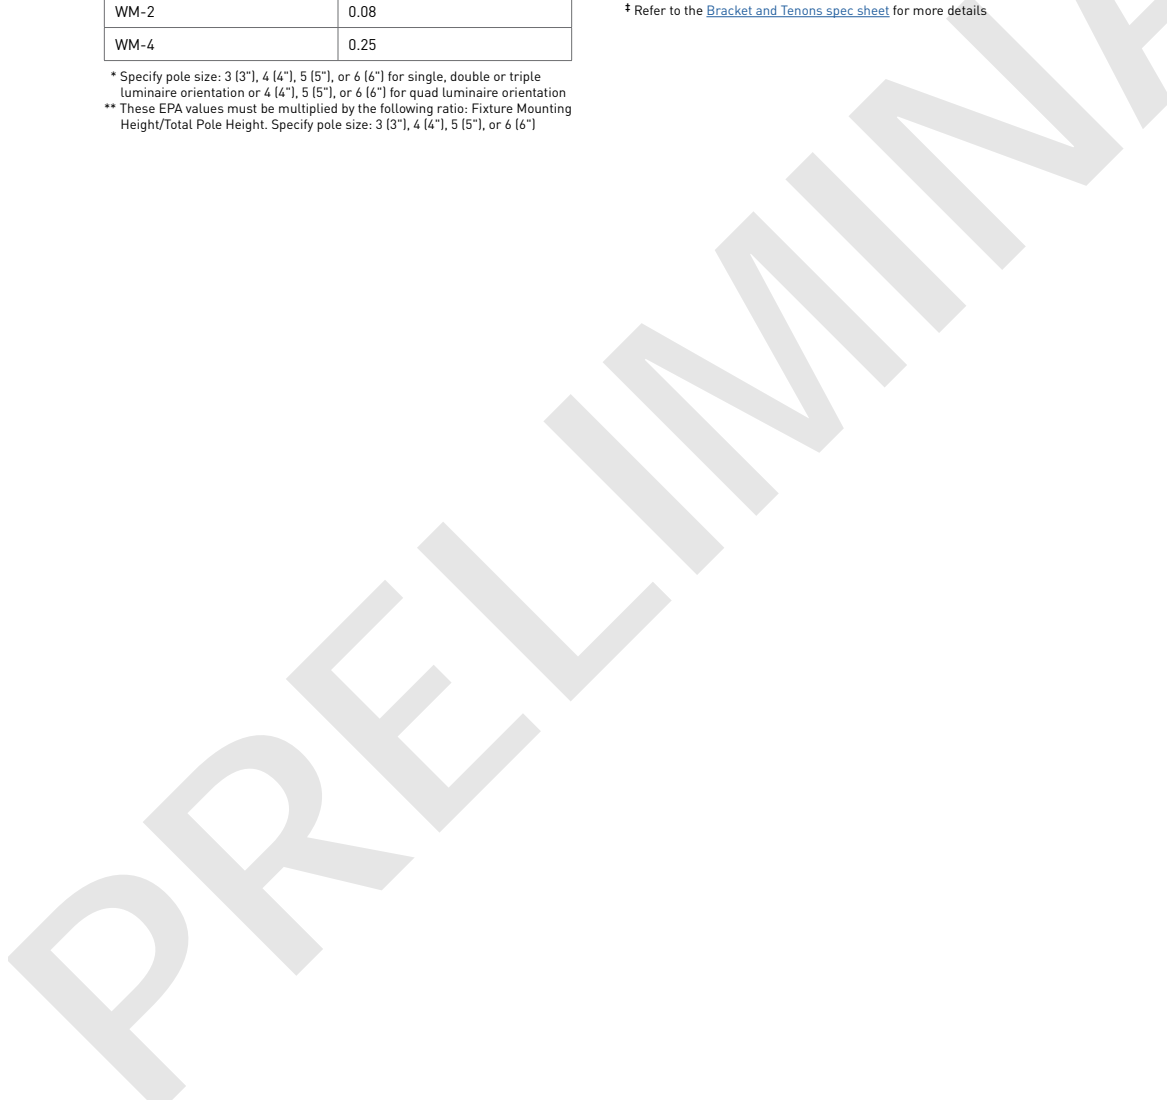 WM-2 0.08
WM-4 0.25
* Specify pole size: 3 (3"), 4 (4"), 5 (5"), or 6 (6") for single, double or triple
luminaire orientation or 4 (4"), 5 (5"), or 6 (6") for quad luminaire orientation
** These EPA values must be multiplied by the following ratio: Fixture Mounting
Height/Total Pole Height. Specify pole size: 3 (3"), 4 (4"), 5 (5"), or 6 (6")
‡ Refer to the Bracket and Tenons spec sheet for more details
PRELIMINA